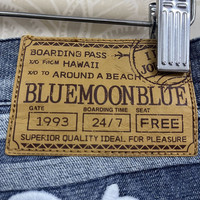 BOARDING PASS
X/O FROM HAWAII
X/O TO AROUND A BEACH
BLUEMOONBLUE
GATE BOARDING TIME SEAT
1993 24/7 FREE
SUPERIOR QUALITY IDEAL FOR PLEASURE